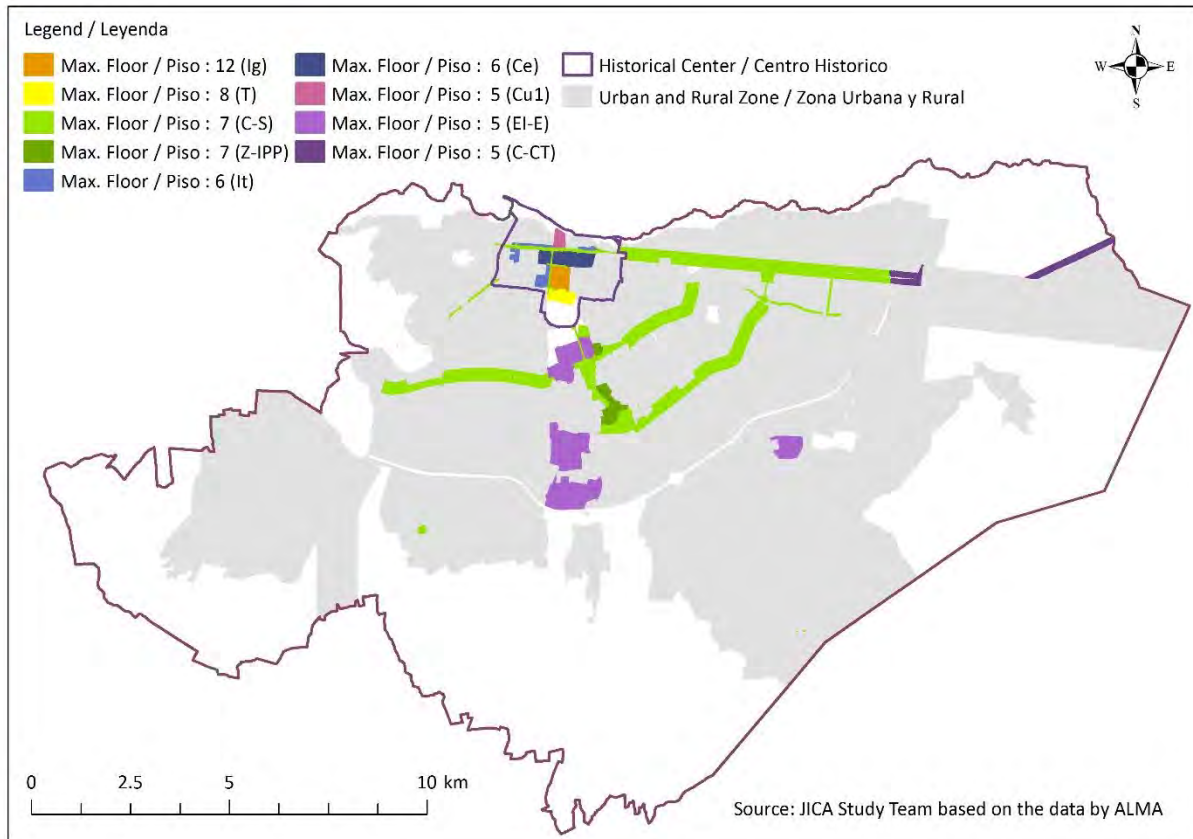 Legend / Leyenda
Max. Floor / Piso : 12 (Ig)
Max. Floor / Piso : 8 (T)
Max. Floor / Piso : 7 (C-S)
Max. Floor / Piso : 7 (Z-IPP)
Max. Floor / Piso : 6 (It)
Max. Floor / Piso : 6 (Ce)
Max. Floor / Piso : 5 (Cu1)
Max. Floor / Piso : 5 (EI-E)
Max. Floor / Piso : 5 (C-CT)
Historical Center / Centro Historico
Urban and Rural Zone / Zona Urbana y Rural
N
W E
S
0 2.5 5 10 km
Source: JICA Study Team based on the data by ALMA